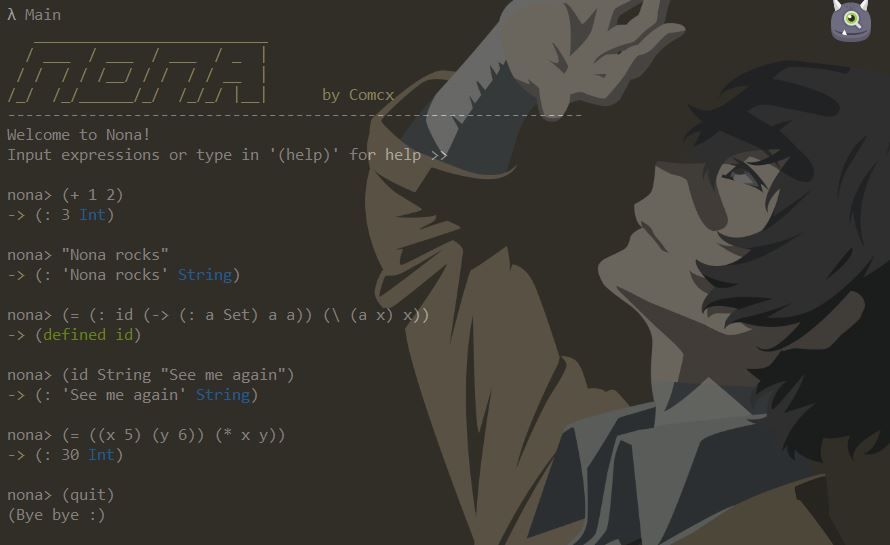 λ Main
by Comcx
------------------------------------------------------------
Welcome to Nona!
Input expressions or type in '(help)' for help >>
nona> (+ 1 2)
-> (: 3 Int)
nona> "Nona rocks"
-> (: 'Nona rocks' String)
nona> (= (: id (-> (: a Set) a a)) (\ (a x) x))
-> (defined id)
nona> (id String "See me again")
-> (: 'See me again' String)
nona> (= ((x 5) (y 6)) (* x y))
-> (: 30 Int)
nona> (quit)
(Bye bye :)